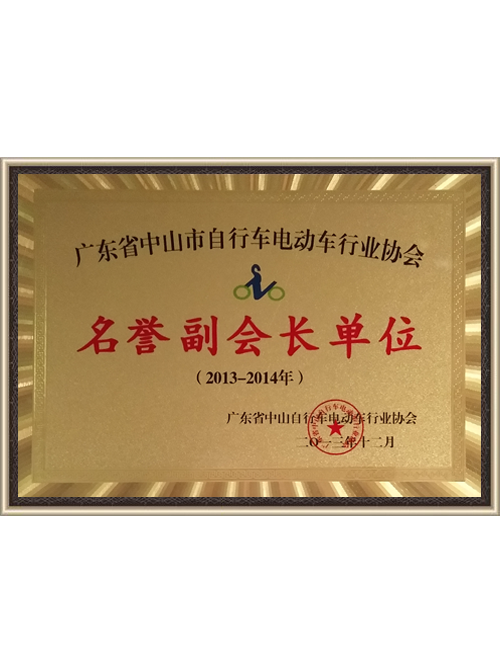 广东省中山市自行车电动车行业协会
名誉副会长单位
（2013-2014年）
广东省中山自行车电动车行业协会
二〇一三年十二月